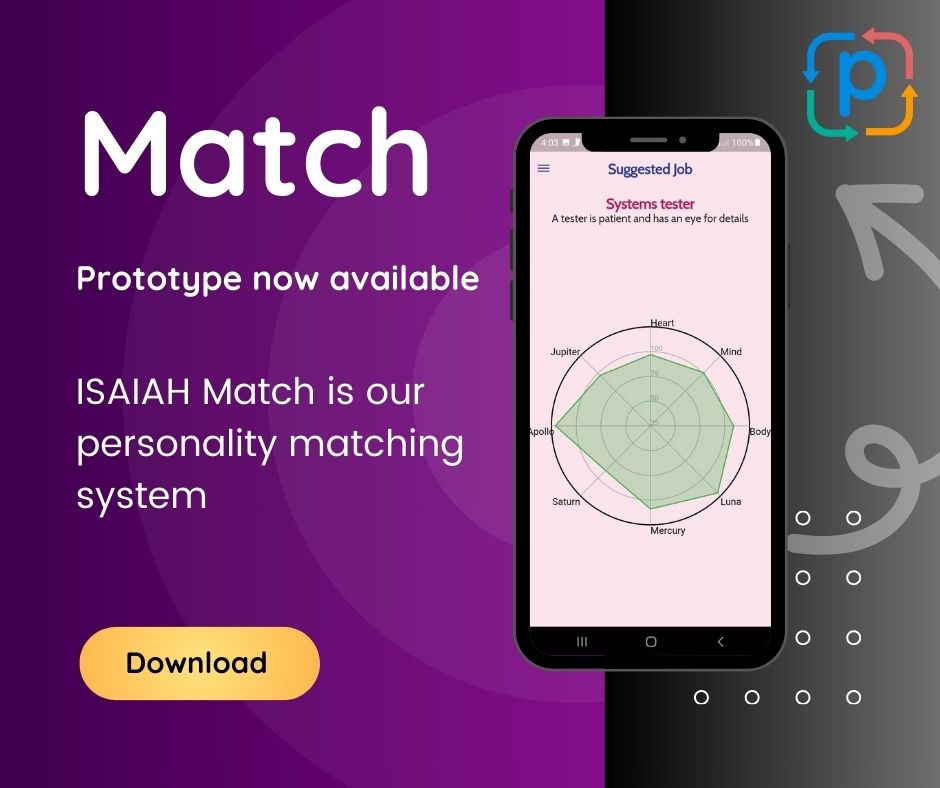 Match
Prototype now available
ISAIAH Match is our
personality matching
system
Download
p
4:03
100%
Suggested Job
Systems tester
A tester is patient and has an eye for details
Heart
Jupiter
Mind
100
75
50
25
Apollo
Body
Saturn
Luna
Mercury